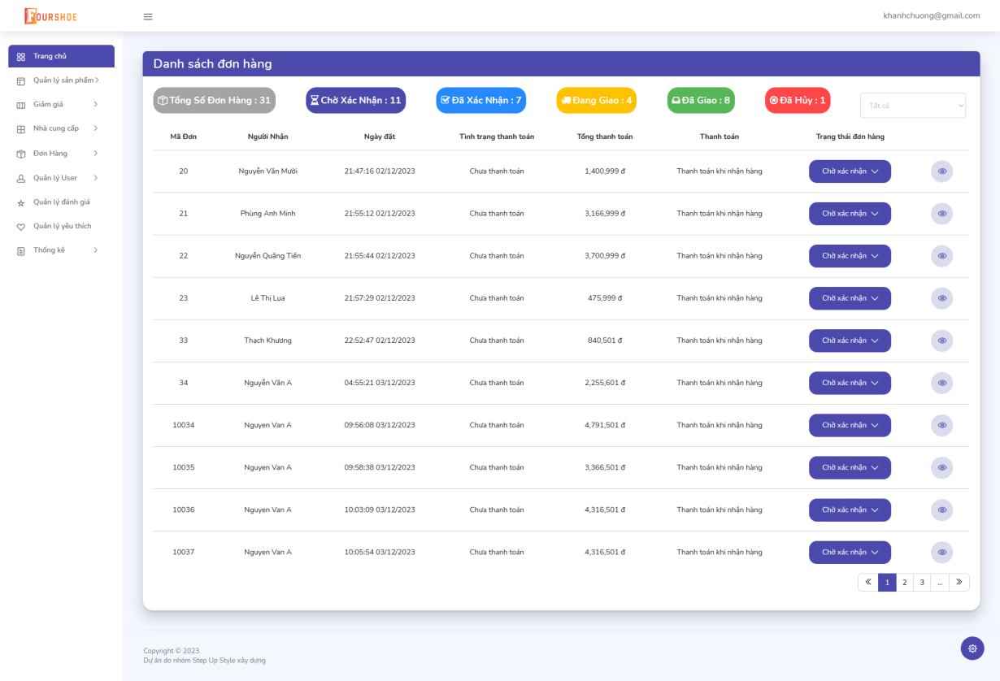 FOURSHOE
khanhchuong@gmail.com
Trang chủ
Quản lý sản phẩm
Giảm giá
Nhà cung cấp
Đơn Hàng
Quản lý User
Quản lý đánh giá
Quản lý yêu thích
Thống kê
Danh sách đơn hàng
Tổng Số Đơn Hàng : 31 Chờ Xác Nhận : 11 Đã Xác Nhận : 7 Đang Giao : 4 Đã Giao : 8 Đã Hủy : 1 Tất cả
Mã Đơn Người Nhận Ngày đặt Tình trạng thanh toán Tổng thanh toán Thanh toán Trạng thái đơn hàng
20 Nguyễn Văn Mười 21:47:16 02/12/2023 Chưa thanh toán 1,400,999 đ Thanh toán khi nhận hàng Chờ xác nhận
21 Phùng Anh Minh 21:55:12 02/12/2023 Chưa thanh toán 3,166,999 đ Thanh toán khi nhận hàng Chờ xác nhận
22 Nguyễn Quảng Tiến 21:55:44 02/12/2023 Chưa thanh toán 3,700,999 đ Thanh toán khi nhận hàng Chờ xác nhận
23 Lê Thị Lụa 21:57:29 02/12/2023 Chưa thanh toán 475,999 đ Thanh toán khi nhận hàng Chờ xác nhận
33 Thạch Khương 22:52:47 02/12/2023 Chưa thanh toán 840,501 đ Thanh toán khi nhận hàng Chờ xác nhận
34 Nguyễn Văn A 04:55:21 03/12/2023 Chưa thanh toán 2,255,601 đ Thanh toán khi nhận hàng Chờ xác nhận
10034 Nguyen Van A 09:56:08 03/12/2023 Chưa thanh toán 4,791,501 đ Thanh toán khi nhận hàng Chờ xác nhận
10035 Nguyen Van A 09:58:38 03/12/2023 Chưa thanh toán 3,366,501 đ Thanh toán khi nhận hàng Chờ xác nhận
10036 Nguyen Van A 10:03:09 03/12/2023 Chưa thanh toán 4,316,501 đ Thanh toán khi nhận hàng Chờ xác nhận
10037 Nguyen Van A 10:05:54 03/12/2023 Chưa thanh toán 4,316,501 đ Thanh toán khi nhận hàng Chờ xác nhận
« 1 2 3 ... »
Copyright © 2023.
Dự án do nhóm Step Up Style xây dựng